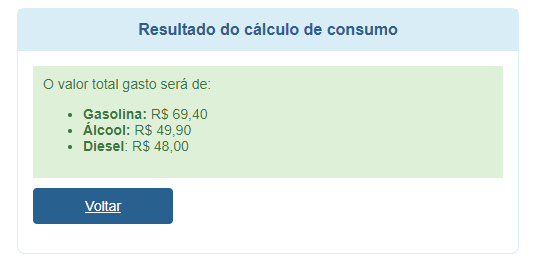 Resultado do cálculo de consumo
O valor total gasto será de:
Gasolina: R$ 69,40
Álcool: R$ 49,90
Diesel: R$ 48,00
Voltar